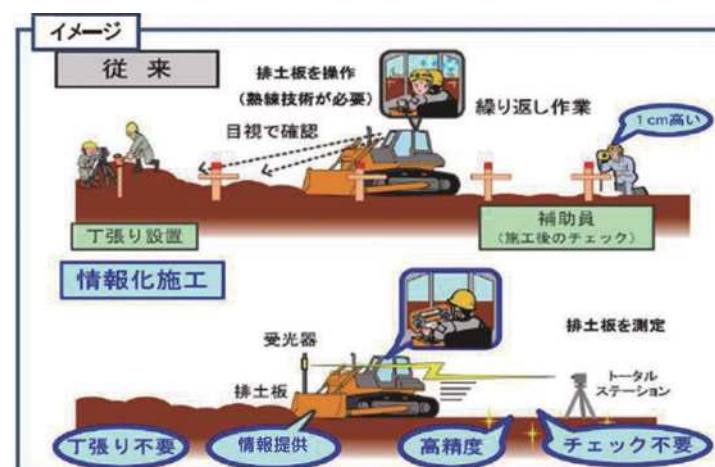 イメージ
従来
排土板を操作
（熟練技術が必要）
繰り返し作業
目視で確認
1cm高い
丁張り設置
補助員
（施工後のチェック）
情報化施工
排土板を測定
受光器
排土板
トータル
ステーション
丁張り不要
情報提供
高精度
チェック不要